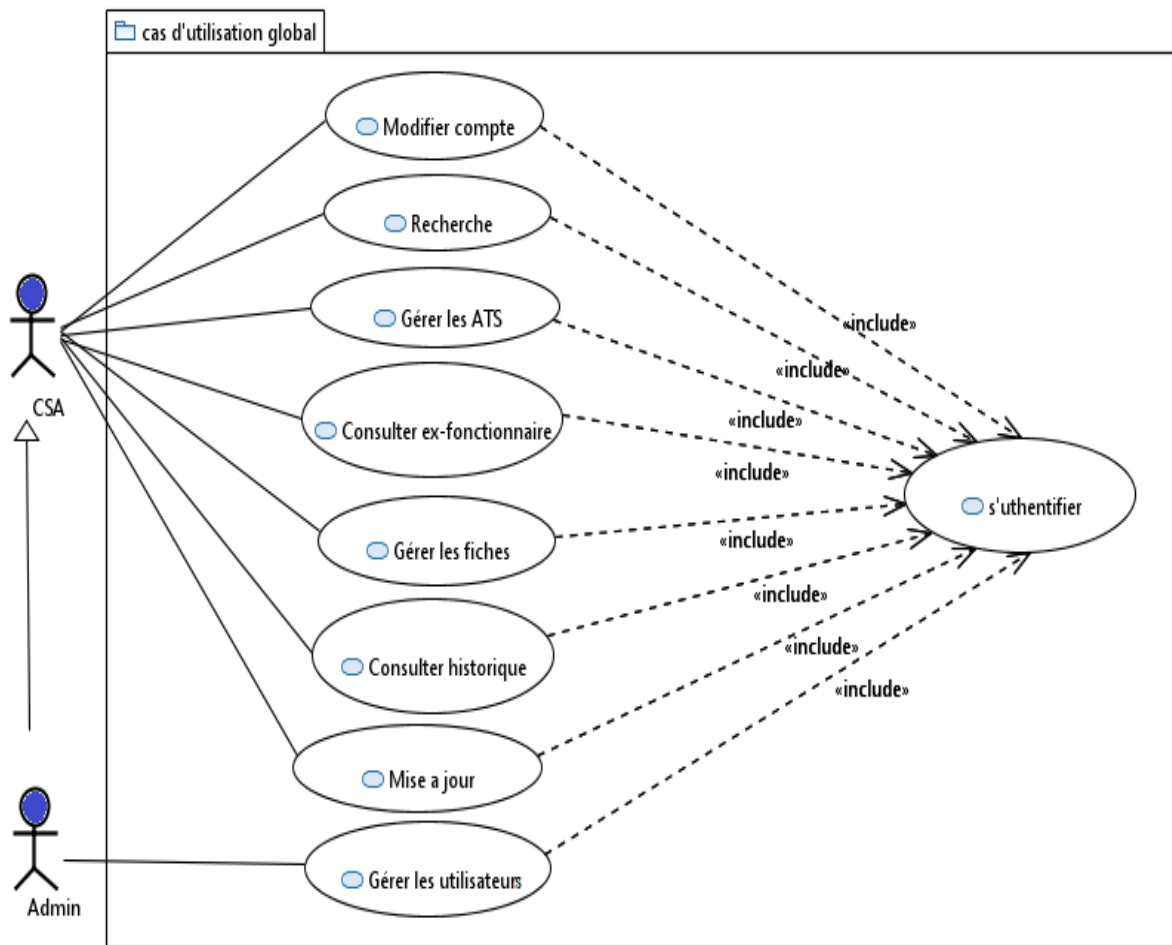 cas d'utilisation global
Modifier compte
Recherche
«include»
Gérer les ATS
«include»
CSA
«include»
Consulter ex-fonctionnaire
«include»
s'uthentifier
«include»
Gérer les fiches
«include»
«include»
Consulter historique
«include»
Mise a jour
Gérer les utilisateurs
Admin